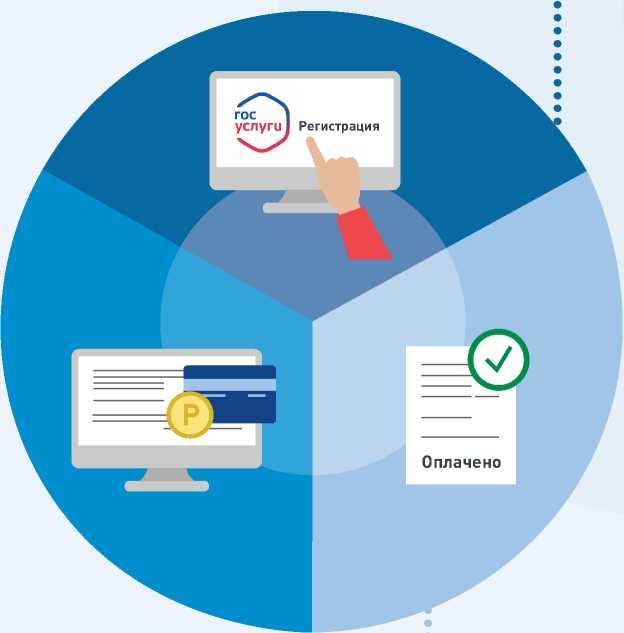 гос
услуги
Регистрация
Р
Оплачено